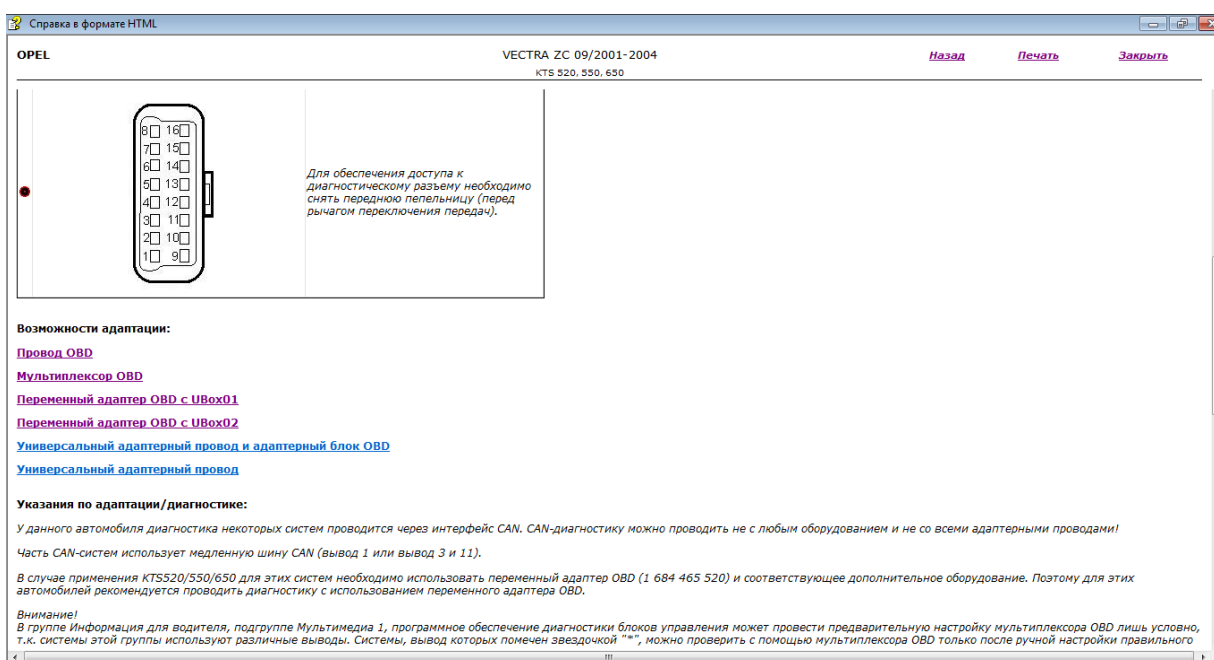 Справка в формате HTML
OPEL
VECTRA ZC 09/2001-2004
Назад
Печать
Закрыть
KTS 520, 550, 650
8 16
7 15
6 14
5 13
4 12
3 11
2 10
1 9
Для обеспечения доступа к
диагностическому разъему необходимо
снять переднюю пепельницу (перед
рычагом переключения передач).
Возможности адаптации:
Провод OBD
Мультиплексор OBD
Переменный адаптер OBD с UBox01
Переменный адаптер OBD с UBox02
Универсальный адаптерный провод и адаптерный блок OBD
Универсальный адаптерный провод
Указания по адаптации/диагностике:
У данного автомобиля диагностика некоторых систем проводится через интерфейс CAN. CAN-диагностику можно проводить не с любым оборудованием и не со всеми адаптерными проводами!
Часть CAN-систем использует медленную шину CAN (вывод 1 или вывод 3 и 11).
В случае применения KTS520/550/650 для этих систем необходимо использовать переменный адаптер OBD (1 684 465 520) и соответствующее дополнительное оборудование. Поэтому для этих
автомобилей рекомендуется проводить диагностику с использованием переменного адаптера OBD.
Внимание!
В группе Информация для водителя, подгруппе Мультимедиа 1, программное обеспечение диагностики блоков управления может провести предварительную настройку мультиплексора OBD лишь условно,
т.к. системы этой группы используют различные выводы. Системы, вывод которых помечен звездочкой "*", можно проверить с помощью мультиплексора OBD только после ручной настройки правильного